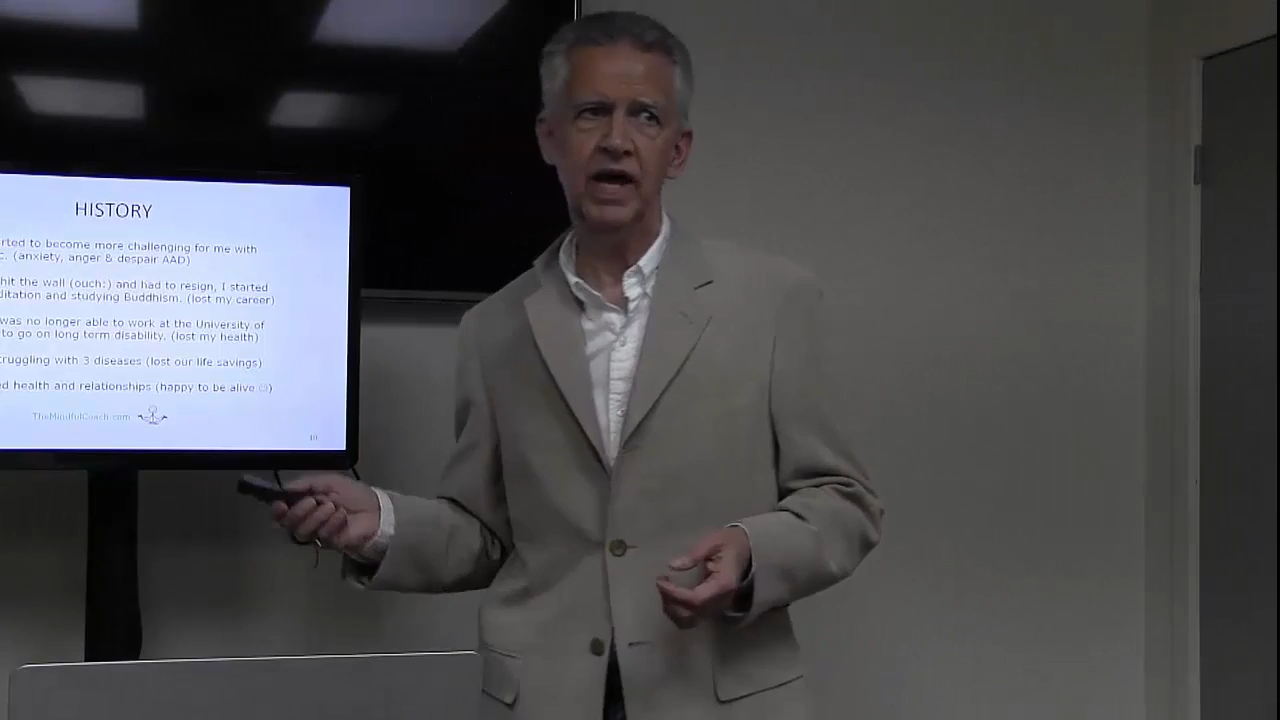 HISTORY
rted to become more challenging for me with
c. (anxiety, anger & despair AAD)
hit the wall (ouch:) and had to resign, I started
ditation and studying Buddhism. (lost my career)
was no longer able to work at the University of
to go on long term disability. (lost my health)
truggling with 3 diseases (lost our life savings)
ed health and relationships (happy to be alive ☺)
TheMindfulCoach.com
10